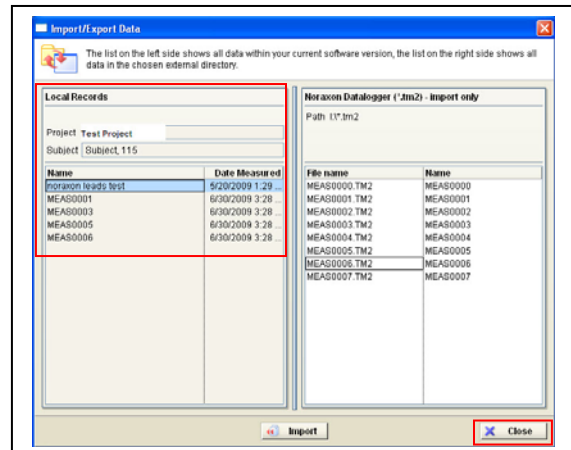 Import/Export Data
The list on the left side shows all data within your current software version, the list on the right side shows all
data in the chosen external directory.
Local Records
Project Test Project
Subject Subject, 115
Name Date Measured
noraxon leads test 5/20/2009 1:29 ...
MEAS0001 6/30/2009 3:28 ...
MEAS0003 6/30/2009 3:28 ...
MEAS0005 6/30/2009 3:28 ...
MEAS0006 6/30/2009 3:28 ...
Noraxon Datalogger (*.tm2) - import only
Path I:\*.tm2
File name Name
MEAS0000.TM2 MEAS0000
MEAS0001.TM2 MEAS0001
MEAS0002.TM2 MEAS0002
MEAS0003.TM2 MEAS0003
MEAS0004.TM2 MEAS0004
MEAS0005.TM2 MEAS0005
MEAS0006.TM2 MEAS0006
MEAS0007.TM2 MEAS0007
Import
Close